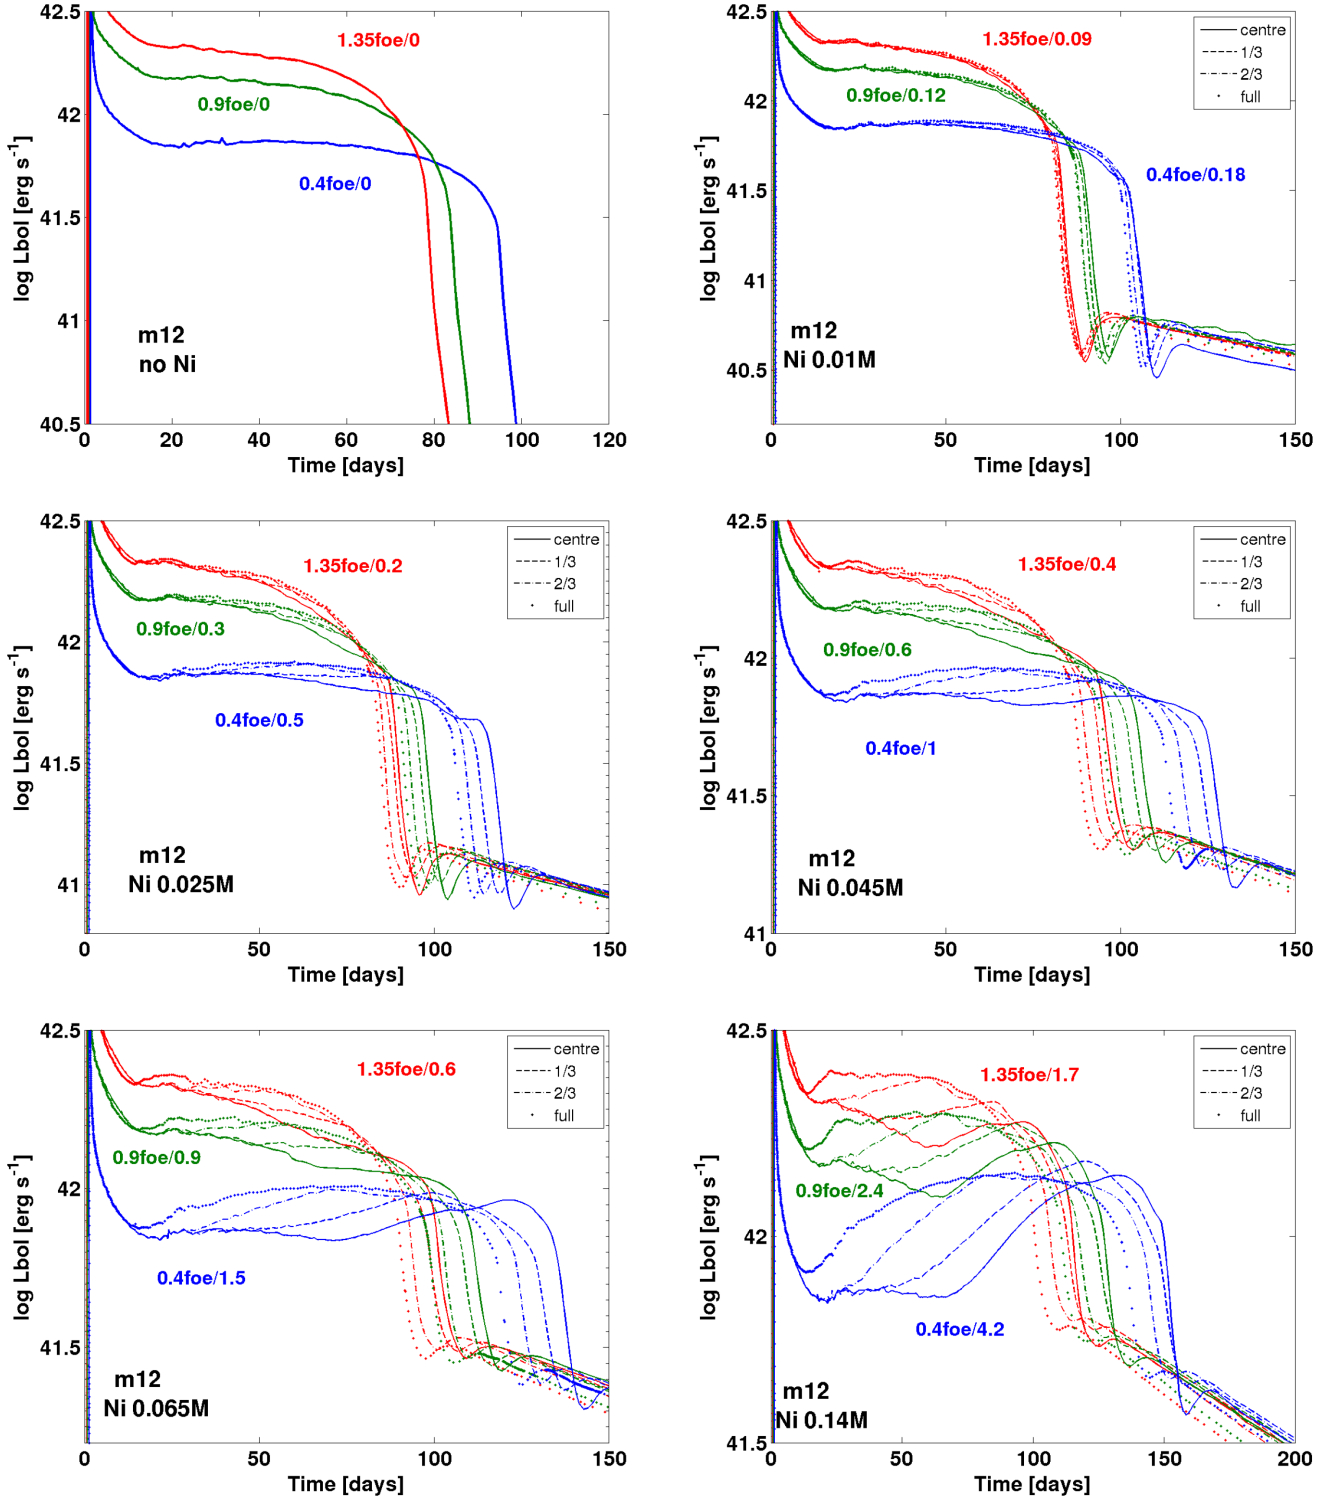 42.5
42
41.5
41
40.5
log Lbol [erg s⁻¹]
1.35foe/0
0.9foe/0
0.4foe/0
m12
no Ni
0 20 40 60 80 100 120
Time [days]
42.5
42
41.5
41
40.5
log Lbol [erg s⁻¹]
1.35foe/0.09
0.9foe/0.12
0.4foe/0.18
centre
1/3
2/3
full
m12
Ni 0.01M
0 50 100 150
Time [days]
42.5
42
41.5
41
log Lbol [erg s⁻¹]
1.35foe/0.2
0.9foe/0.3
0.4foe/0.5
centre
1/3
2/3
full
m12
Ni 0.025M
0 50 100 150
Time [days]
42.5
42
41.5
41
log Lbol [erg s⁻¹]
1.35foe/0.4
0.9foe/0.6
0.4foe/1
centre
1/3
2/3
full
m12
Ni 0.045M
0 50 100 150
Time [days]
42.5
42
41.5
log Lbol [erg s⁻¹]
1.35foe/0.6
0.9foe/0.9
0.4foe/1.5
centre
1/3
2/3
full
m12
Ni 0.065M
0 50 100 150
Time [days]
42.5
42
41.5
log Lbol [erg s⁻¹]
1.35foe/1.7
0.9foe/2.4
0.4foe/4.2
centre
1/3
2/3
full
m12
Ni 0.14M
0 50 100 150 200
Time [days]